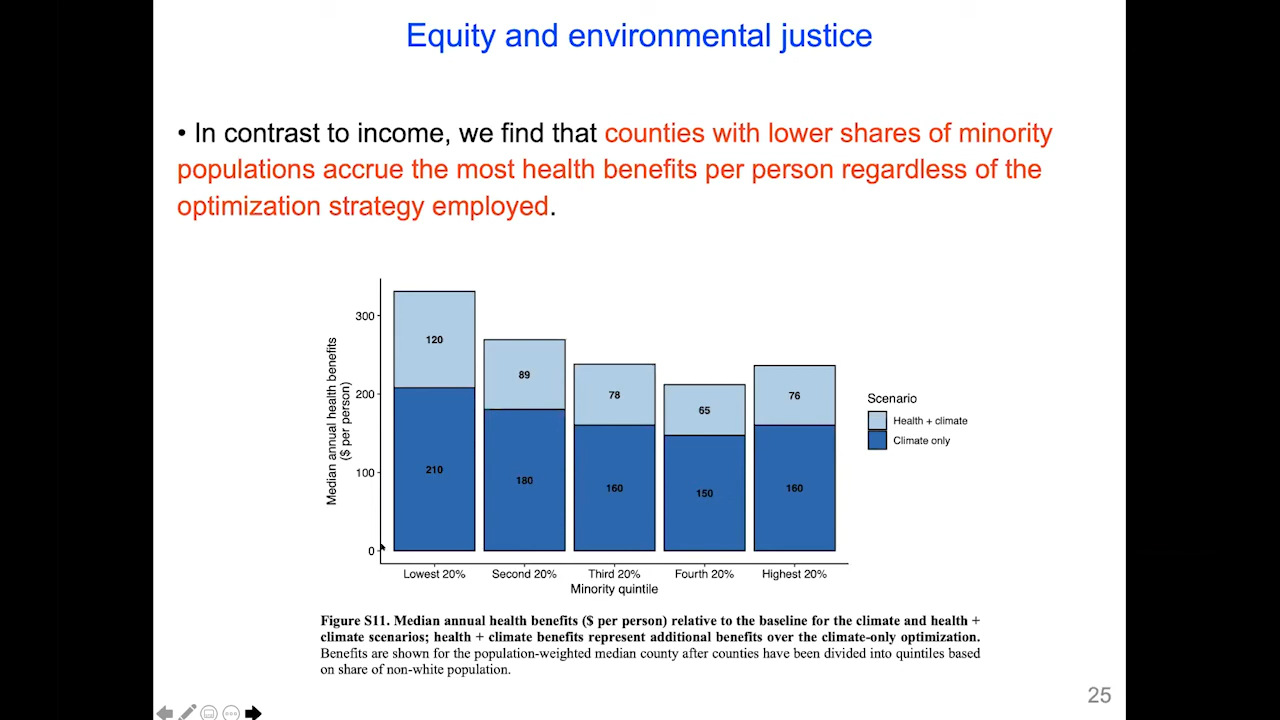 Equity and environmental justice
• In contrast to income, we find that counties with lower shares of minority
populations accrue the most health benefits per person regardless of the
optimization strategy employed.
Median annual health benefits
($ per person)
300
200
100
0
120
89
78
65
76
210
180
160
150
160
Lowest 20%
Second 20%
Third 20%
Fourth 20%
Highest 20%
Minority quintile
Scenario
Health + climate
Climate only
Figure S11. Median annual health benefits ($ per person) relative to the baseline for the climate and health +
climate scenarios; health + climate benefits represent additional benefits over the climate-only optimization.
Benefits are shown for the population-weighted median county after counties have been divided into quintiles based
on share of non-white population.
25